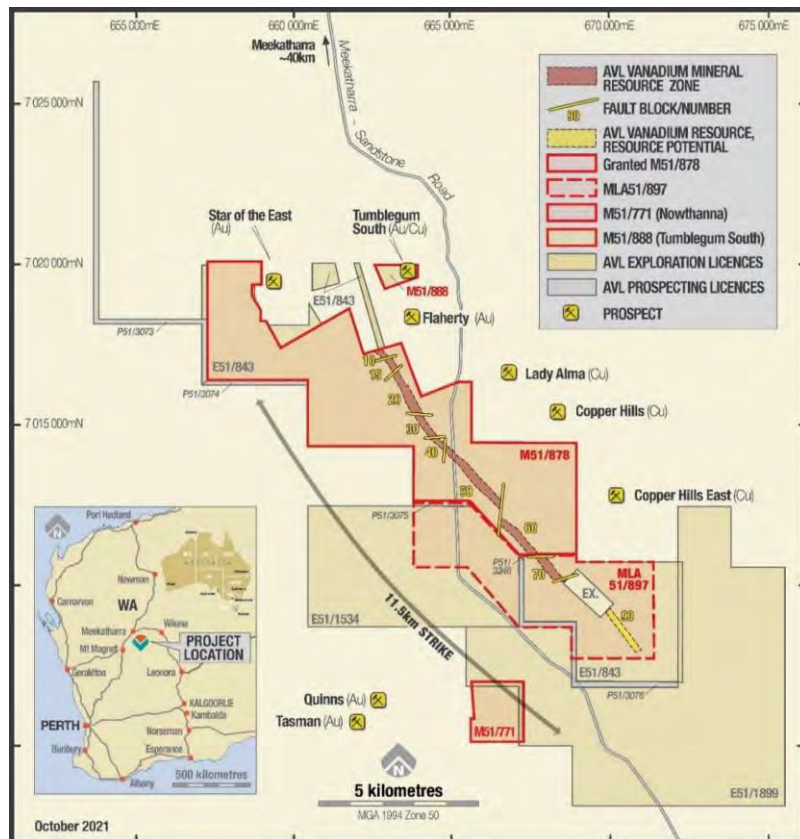 655 000mE
660 000mE
665 000mE
670 000mE
675 000mE
Meekatharra
~40km
Meekatharra - Sandstone Road
7 025 000mN
7 020 000mN
7 015 000mN
AVL VANADIUM MINERAL
RESOURCE ZONE
90
FAULT BLOCK/NUMBER
AVL VANADIUM RESOURCE,
RESOURCE POTENTIAL
Granted M51/878
MLA51/897
M51/771 (Nowthanna)
M51/888 (Tumblegum South)
AVL EXPLORATION LICENCES
AVL PROSPECTING LICENCES
PROSPECT
Star of the East
(Au)
Tumblegum
South (Au/Cu)
M51/888
E51/843
Flaherty (Au)
P51/3073
E51/843
P51/3074
Lady Alma (Cu)
Copper Hills (Cu)
Copper Hills East (Cu)
10
15
20
30
40
50
60
70
90
M51/878
P51/3075
P51/
3248
MLA
51/897
EX.
E51/843
P51/3076
E51/1534
11.5km STRIKE
M51/771
E51/1899
Quinns (Au)
Tasman (Au)
N
5 kilometres
MGA 1994 Zone 50
N
Port Hedland
AUSTRALIA
Newman
Carnarvon
WA
Meekatharra
Wiluna
Mt Magnet
PROJECT
LOCATION
Geraldton
Leonora
KALGOORLIE
Kambalda
PERTH
Norseman
Bunbury
Esperance
Albany
500 kilometres
October 2021